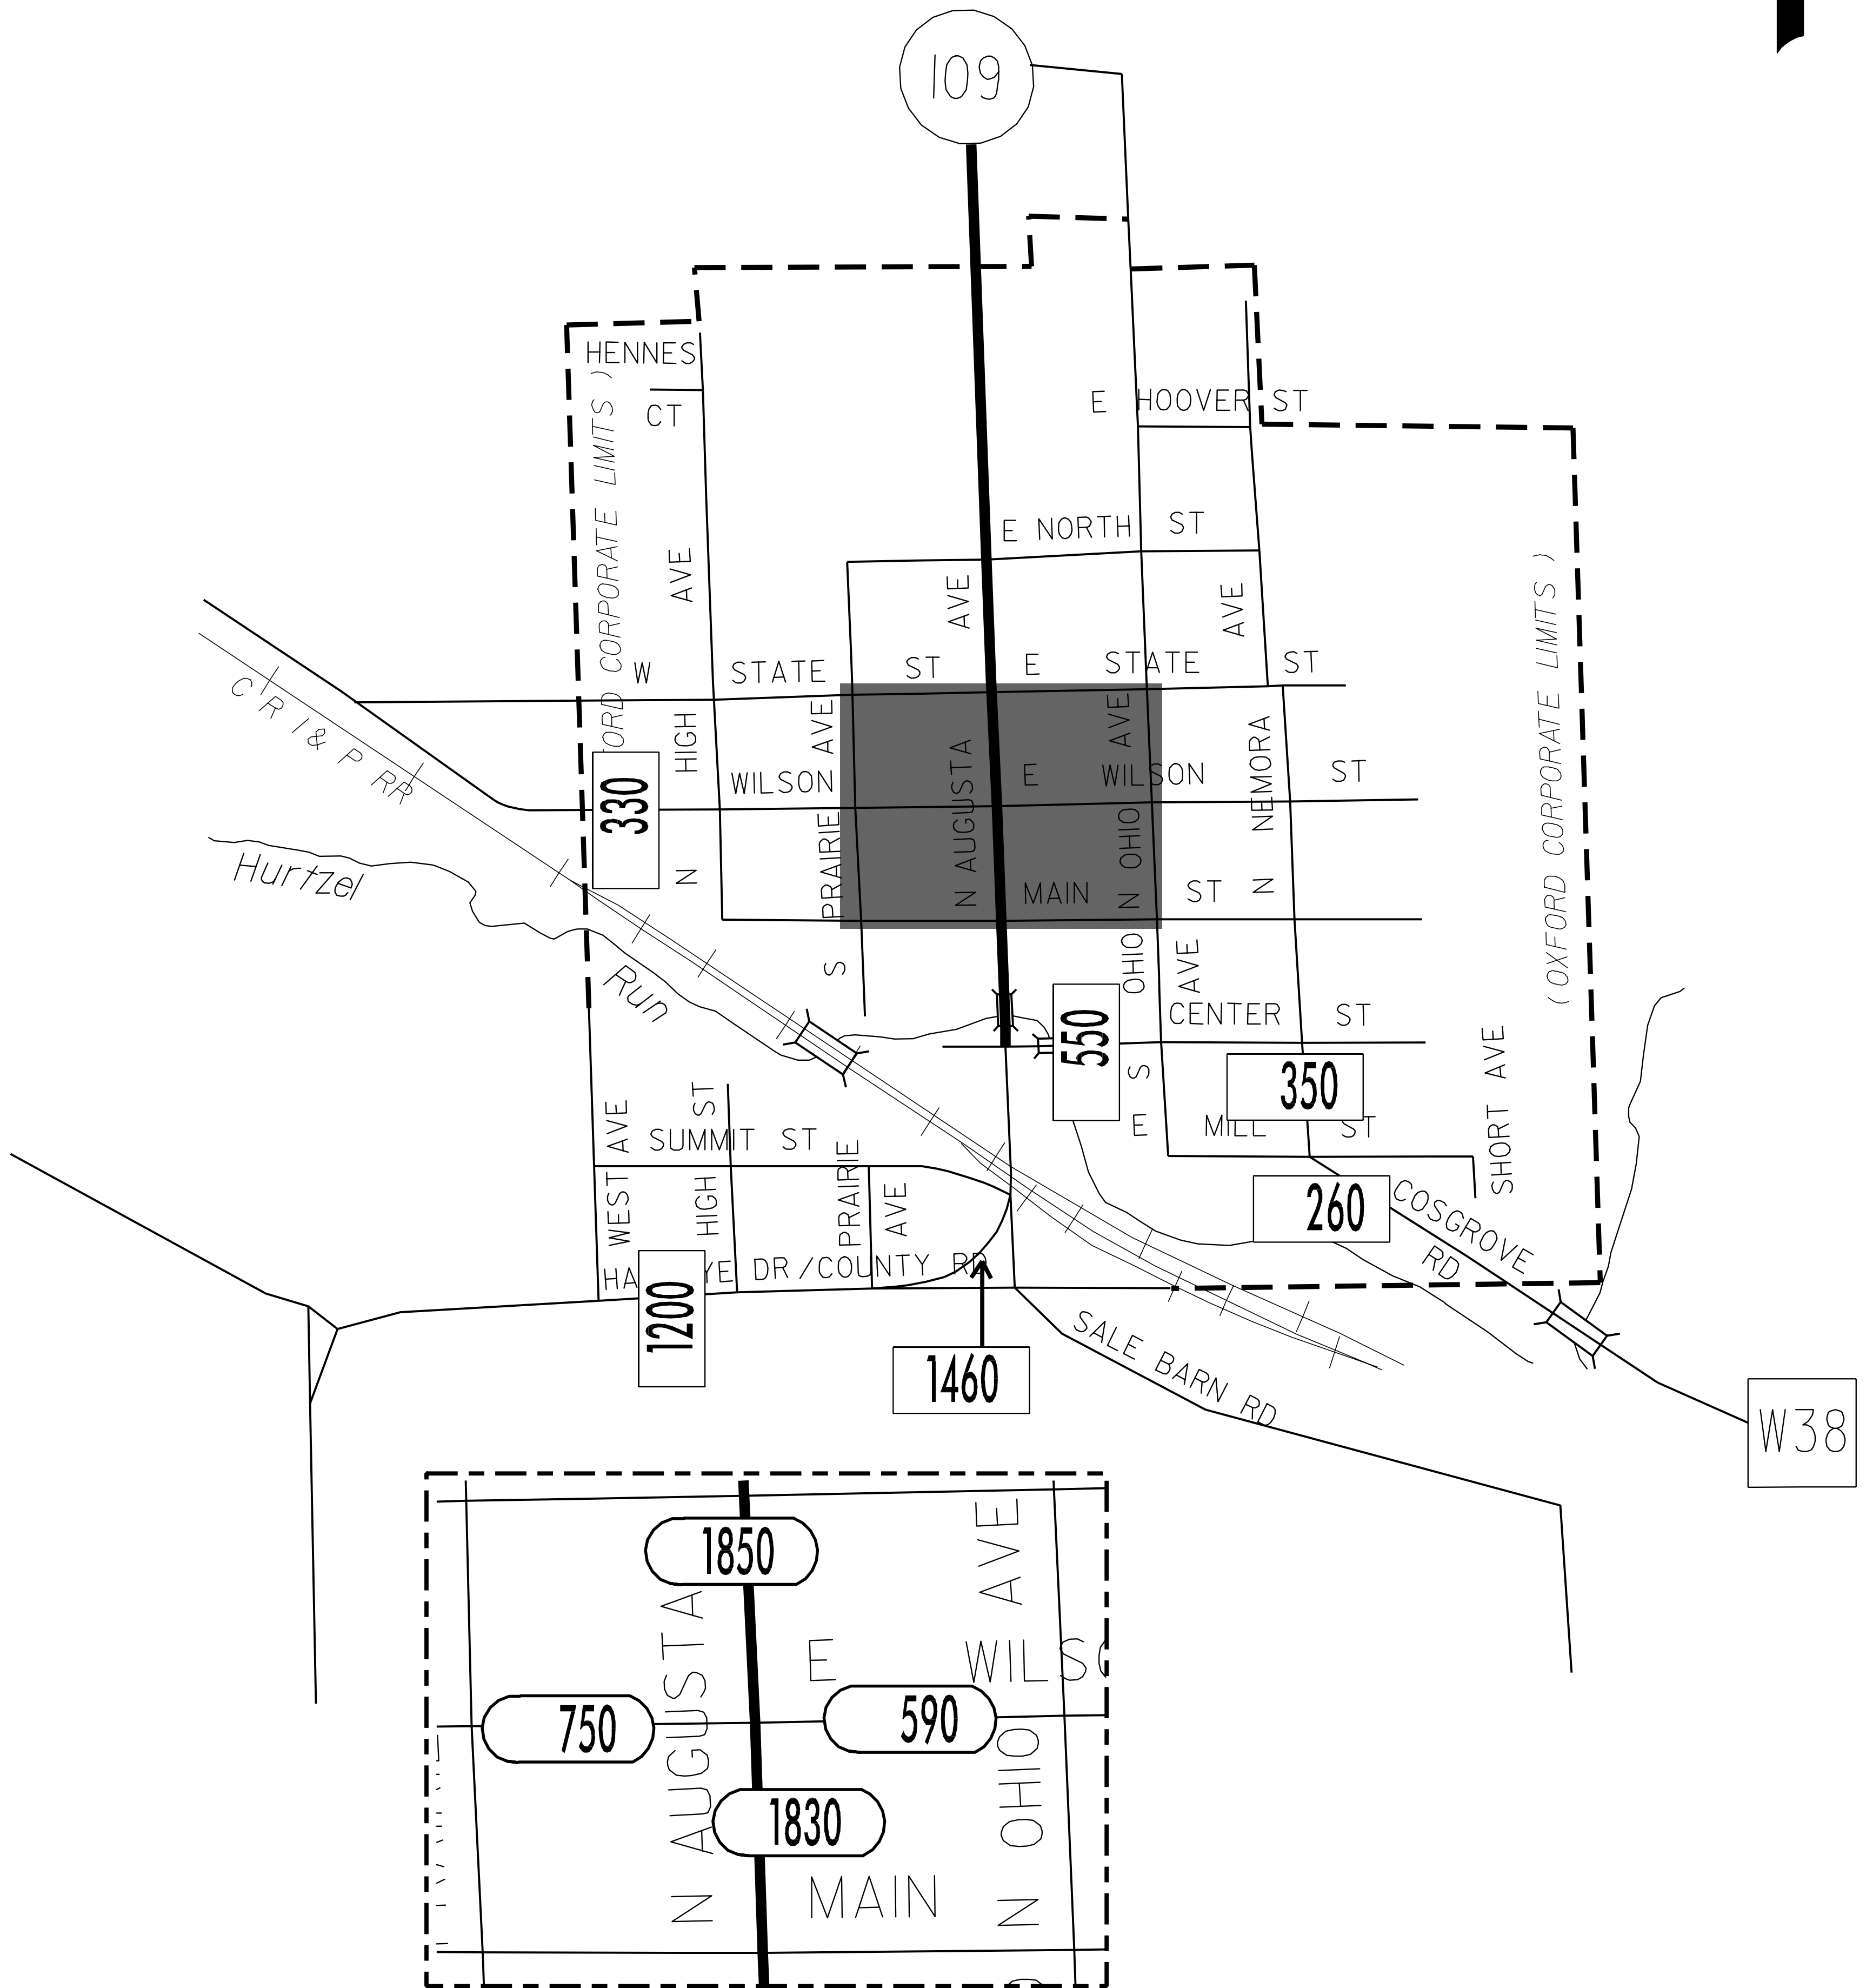 109
HENNES
CT
E HOOVER ST
E NORTH ST
AVE
AVE
AVE
ORD CORPORATE LIMITS )
(OXFORD CORPORATE LIMITS )
W STATE ST E STATE ST
C R I & P RR
HIGH
N
AVE
PRAIRIE
S
WILSON
E WILSON ST
330
N AUGUSTA
AVE
N OHIO
N NEMORA
MAIN ST
Hurtzel
Run
OHIO
S
AVE
CENTER ST
550
350
E MILL ST
SHORT AVE
SUMMIT ST
WEST AVE
HIGH ST
PRAIRIE
AVE
260
COSGROVE
RD
HA YE DR/COUNTY RD
1200
1460
SALE BARN RD
W38
1850
N AUGUSTA
AVE
E WILSO
750
590
N OHIO
1830
MAIN